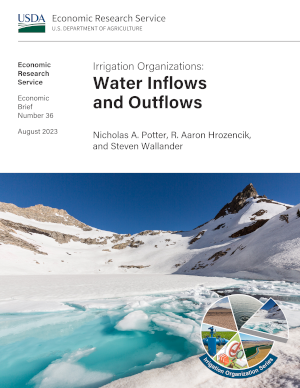 USDA
Economic Research Service
U.S. DEPARTMENT OF AGRICULTURE
Economic
Research
Service
Economic
Brief
Number 36
August 2023
Irrigation Organizations:
Water Inflows
and Outflows
Nicholas A. Potter, R. Aaron Hrozencik,
and Steven Wallander
Irrigation Organization Series